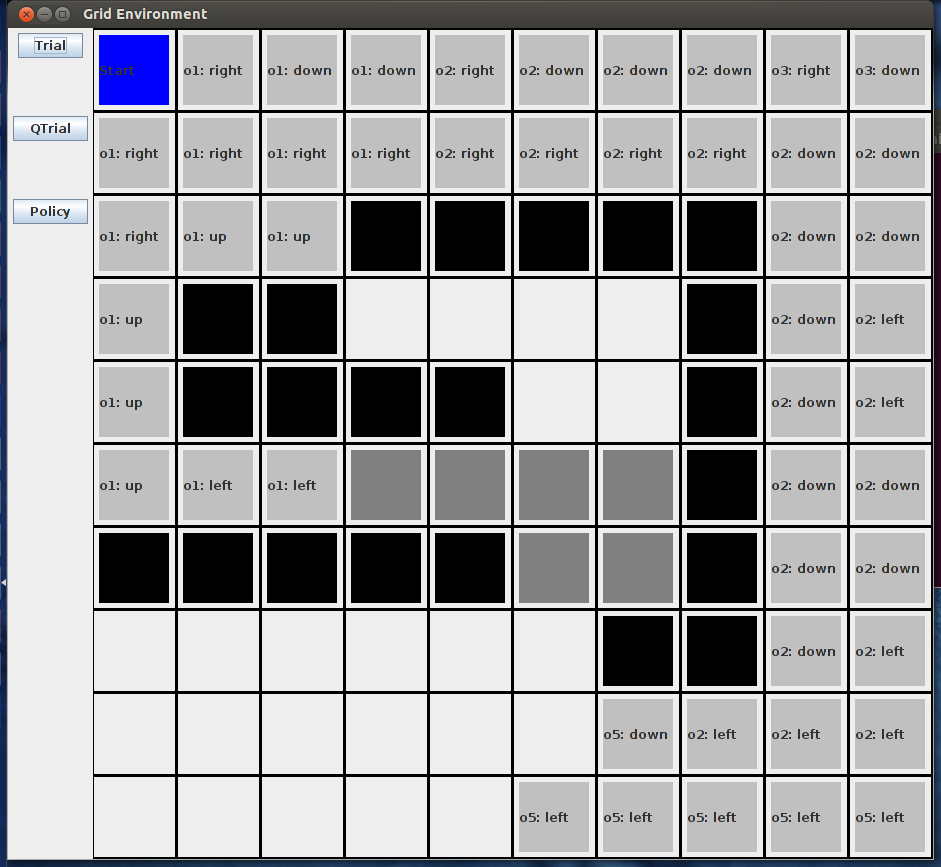 Grid Environment
Trial
Start o1: right o1: down o1: down o2: right o2: down o2: down o2: down o3: right o3: down
QTrial
o1: right o1: right o1: right o1: right o2: right o2: right o2: right o2: right o2: down o2: down
Policy
o1: right o1: up o1: up o2: down o2: down
o1: up o2: down o2: left
o1: up o2: down o2: left
o1: up o1: left o1: left o2: down o2: down
o2: down o2: down
o2: down o2: left
o5: down o2: left o2: left o2: left
o5: left o5: left o5: left o5: left o5: left